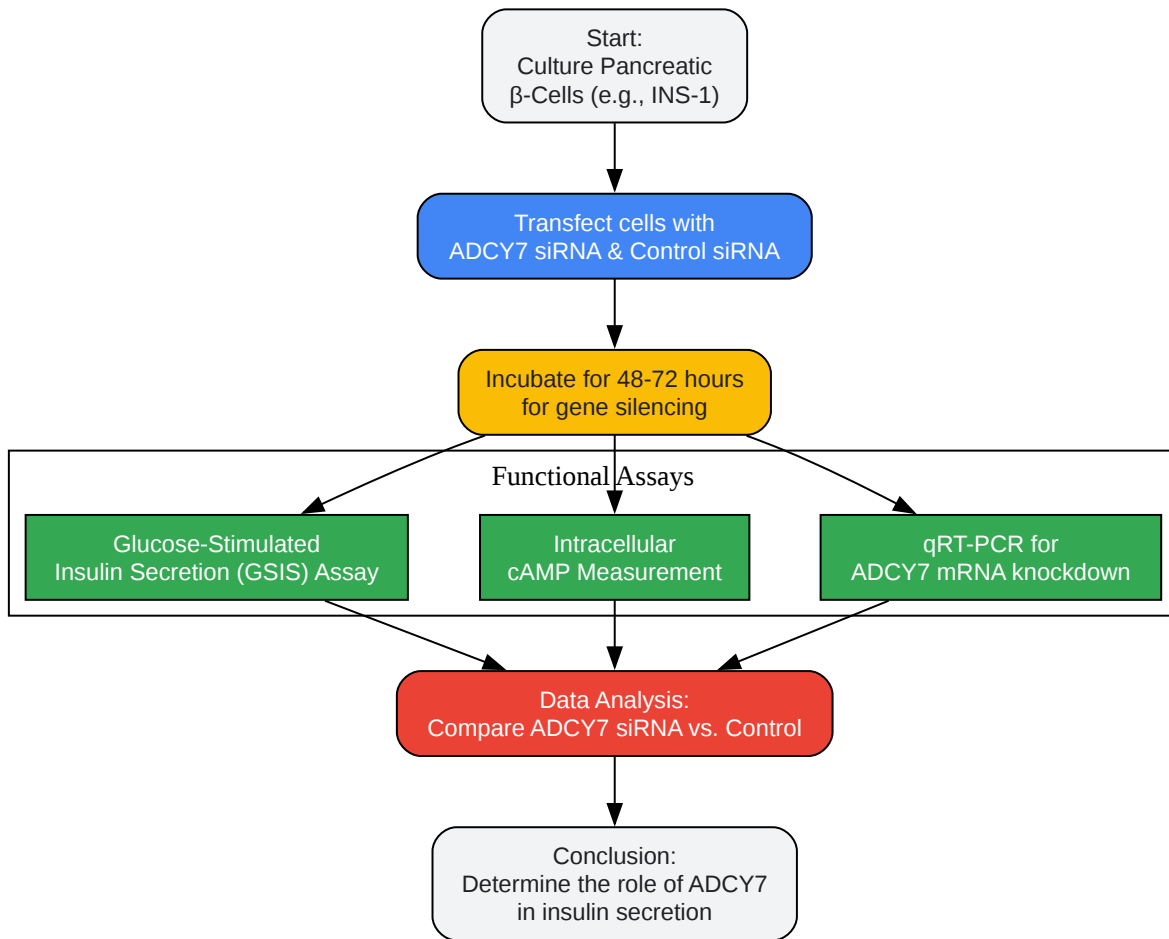 Start:
Culture Pancreatic
β-Cells (e.g., INS-1)
Transfect cells with
ADCY7 siRNA & Control siRNA
Incubate for 48-72 hours
for gene silencing
Functional Assays
Glucose-Stimulated
Insulin Secretion (GSIS) Assay
Intracellular
cAMP Measurement
qRT-PCR for
ADCY7 mRNA knockdown
Data Analysis:
Compare ADCY7 siRNA vs. Control
Conclusion:
Determine the role of ADCY7
in insulin secretion